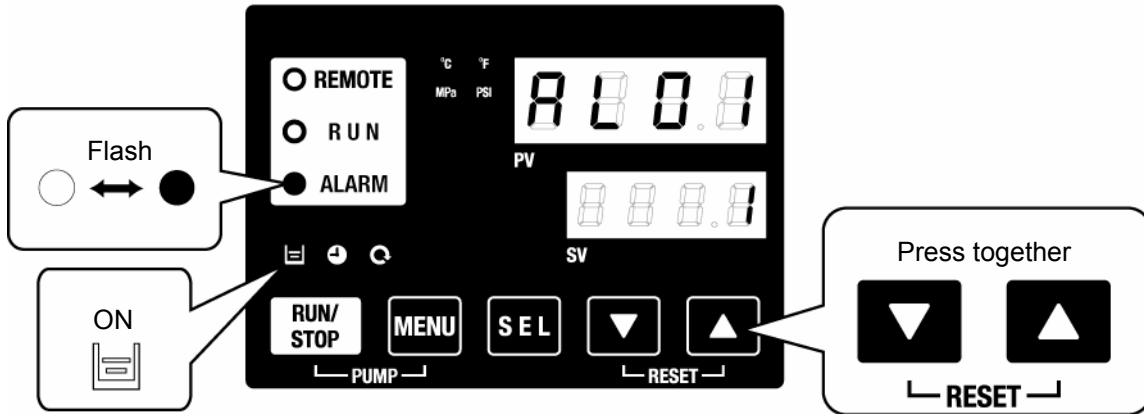 REMOTE
RUN
ALARM
°C °F
MPa PSI
AL01
PV
1
SV
Flash
ON
RUN/
STOP
MENU
SEL
PUMP
RESET
Press together
RESET